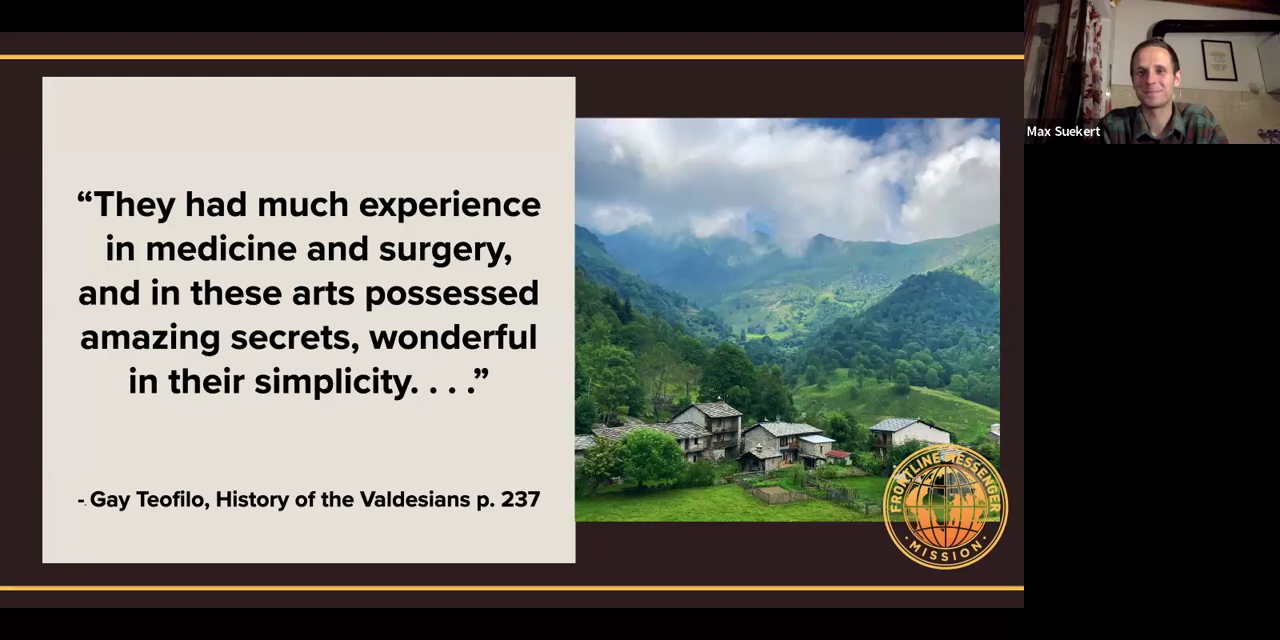 “They had much experience
in medicine and surgery,
and in these arts possessed
amazing secrets, wonderful
in their simplicity. . . .”
- Gay Teofilo, History of the Valdesians p. 237
FRONTLINE MESSENGER
· MISSION ·
Max Suekert